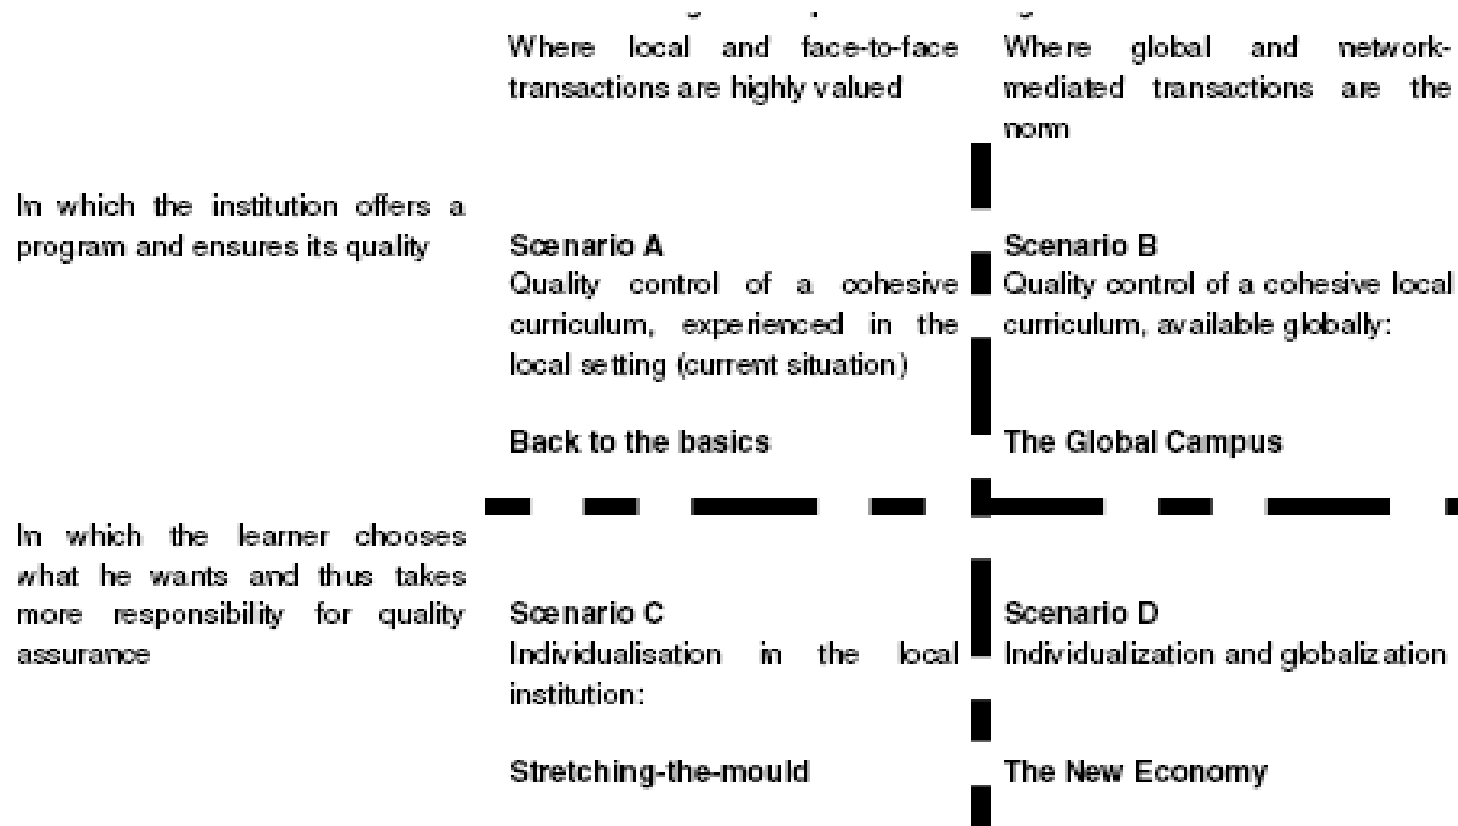 Where local and face-to-face
transactions are highly valued
Where global and network-
mediated transactions are the
norm
In which the institution offers a
program and ensures its quality
Scenario A
Quality control of a cohesive
curriculum, experienced in the
local setting (current situation)
Back to the basics
Scenario B
Quality control of a cohesive local
curriculum, available globally:
The Global Campus
In which the learner chooses
what he wants and thus takes
more responsibility for quality
assurance
Scenario C
Individualisation in the local
institution:
Stretching-the-mould
Scenario D
Individualization and globalization
The New Economy